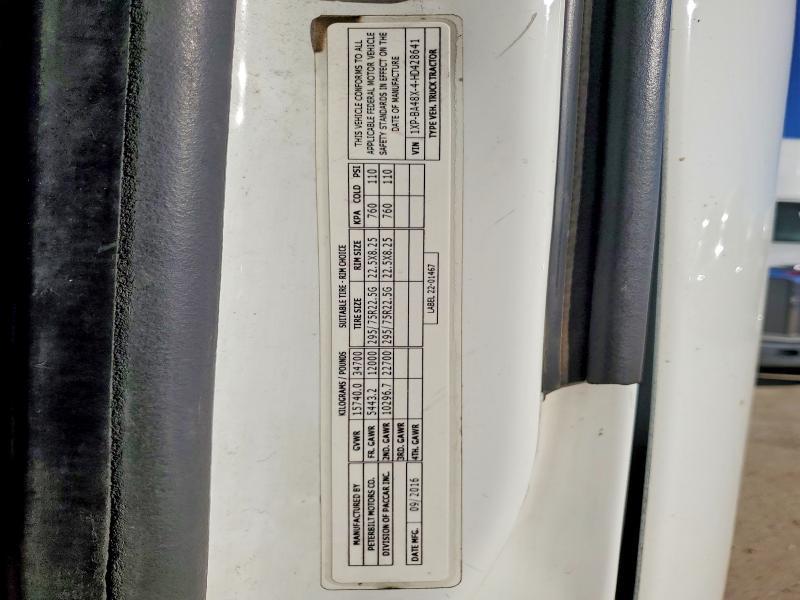 MANUFACTURED BY GVWR KILOGRAMS / POUNDS 15740.0 34700 SUITABLE TIRE - RIM CHOICE TIRE SIZE RIM SIZE KPA COLD PSI
PETERBILT MOTORS CO. FR. GAWR 5443.2 12000 295/75R22.5G 22.5X8.25 760 110
DIVISION OF PACCAR INC. 2ND. GAWR 10296.7 22700 295/75R22.5G 22.5X8.25 760 110
3RD. GAWR
DATE MFG. 09/2016 4TH. GAWR
LABEL 22-01467
THIS VEHICLE CONFORMS TO ALL
APPLICABLE FEDERAL MOTOR VEHICLE
SAFETY STANDARDS IN EFFECT ON THE
DATE OF MANUFACTURE
VIN 1XP-BA48X-4-HD428641
TYPE VEH. TRUCK TRACTOR